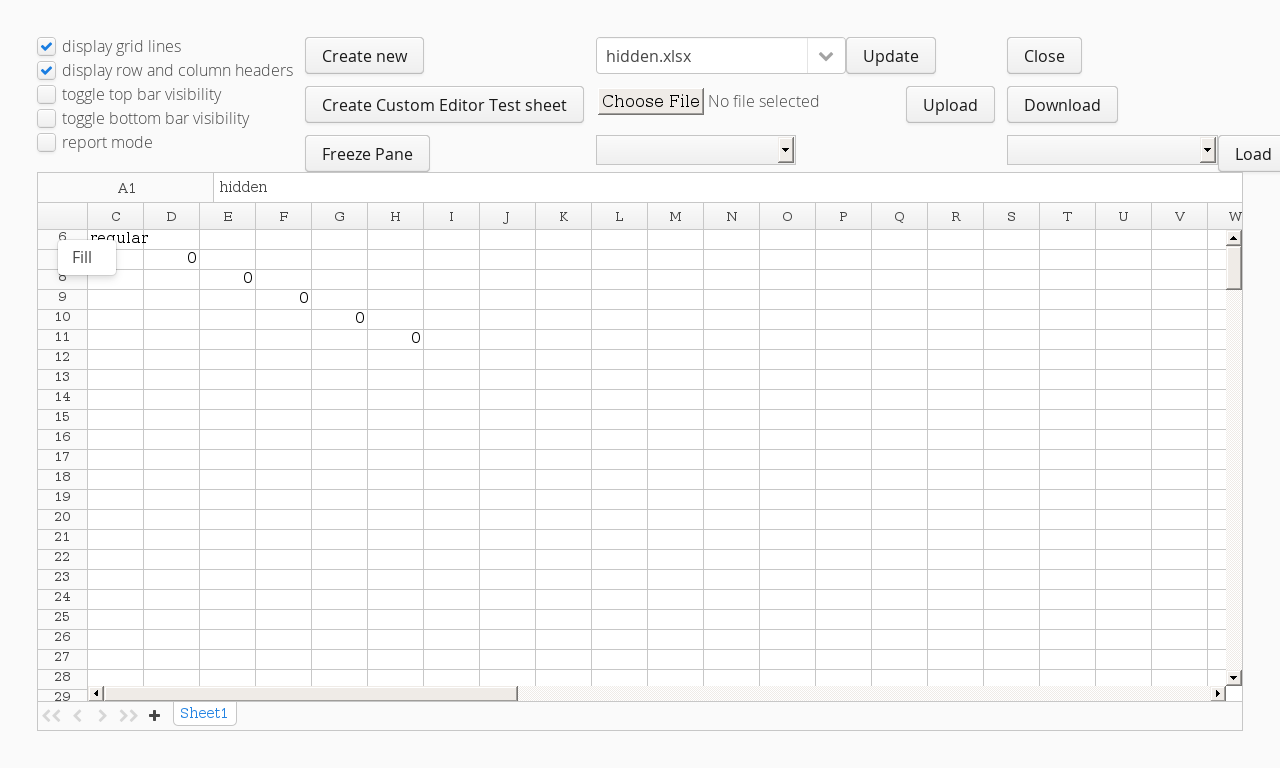 display grid lines
display row and column headers
toggle top bar visibility
toggle bottom bar visibility
report mode
Create new
hidden.xlsx
Update
Close
Create Custom Editor Test sheet
Choose File No file selected
Upload
Download
Freeze Pane
Load
A1 hidden
C D E F G H I J K L M N O P Q R S T U V W
6 regular
Fill
0
8 0
9 0
10 0
11 0
12
13
14
15
16
17
18
19
20
21
22
23
24
25
26
27
28
29
Sheet1